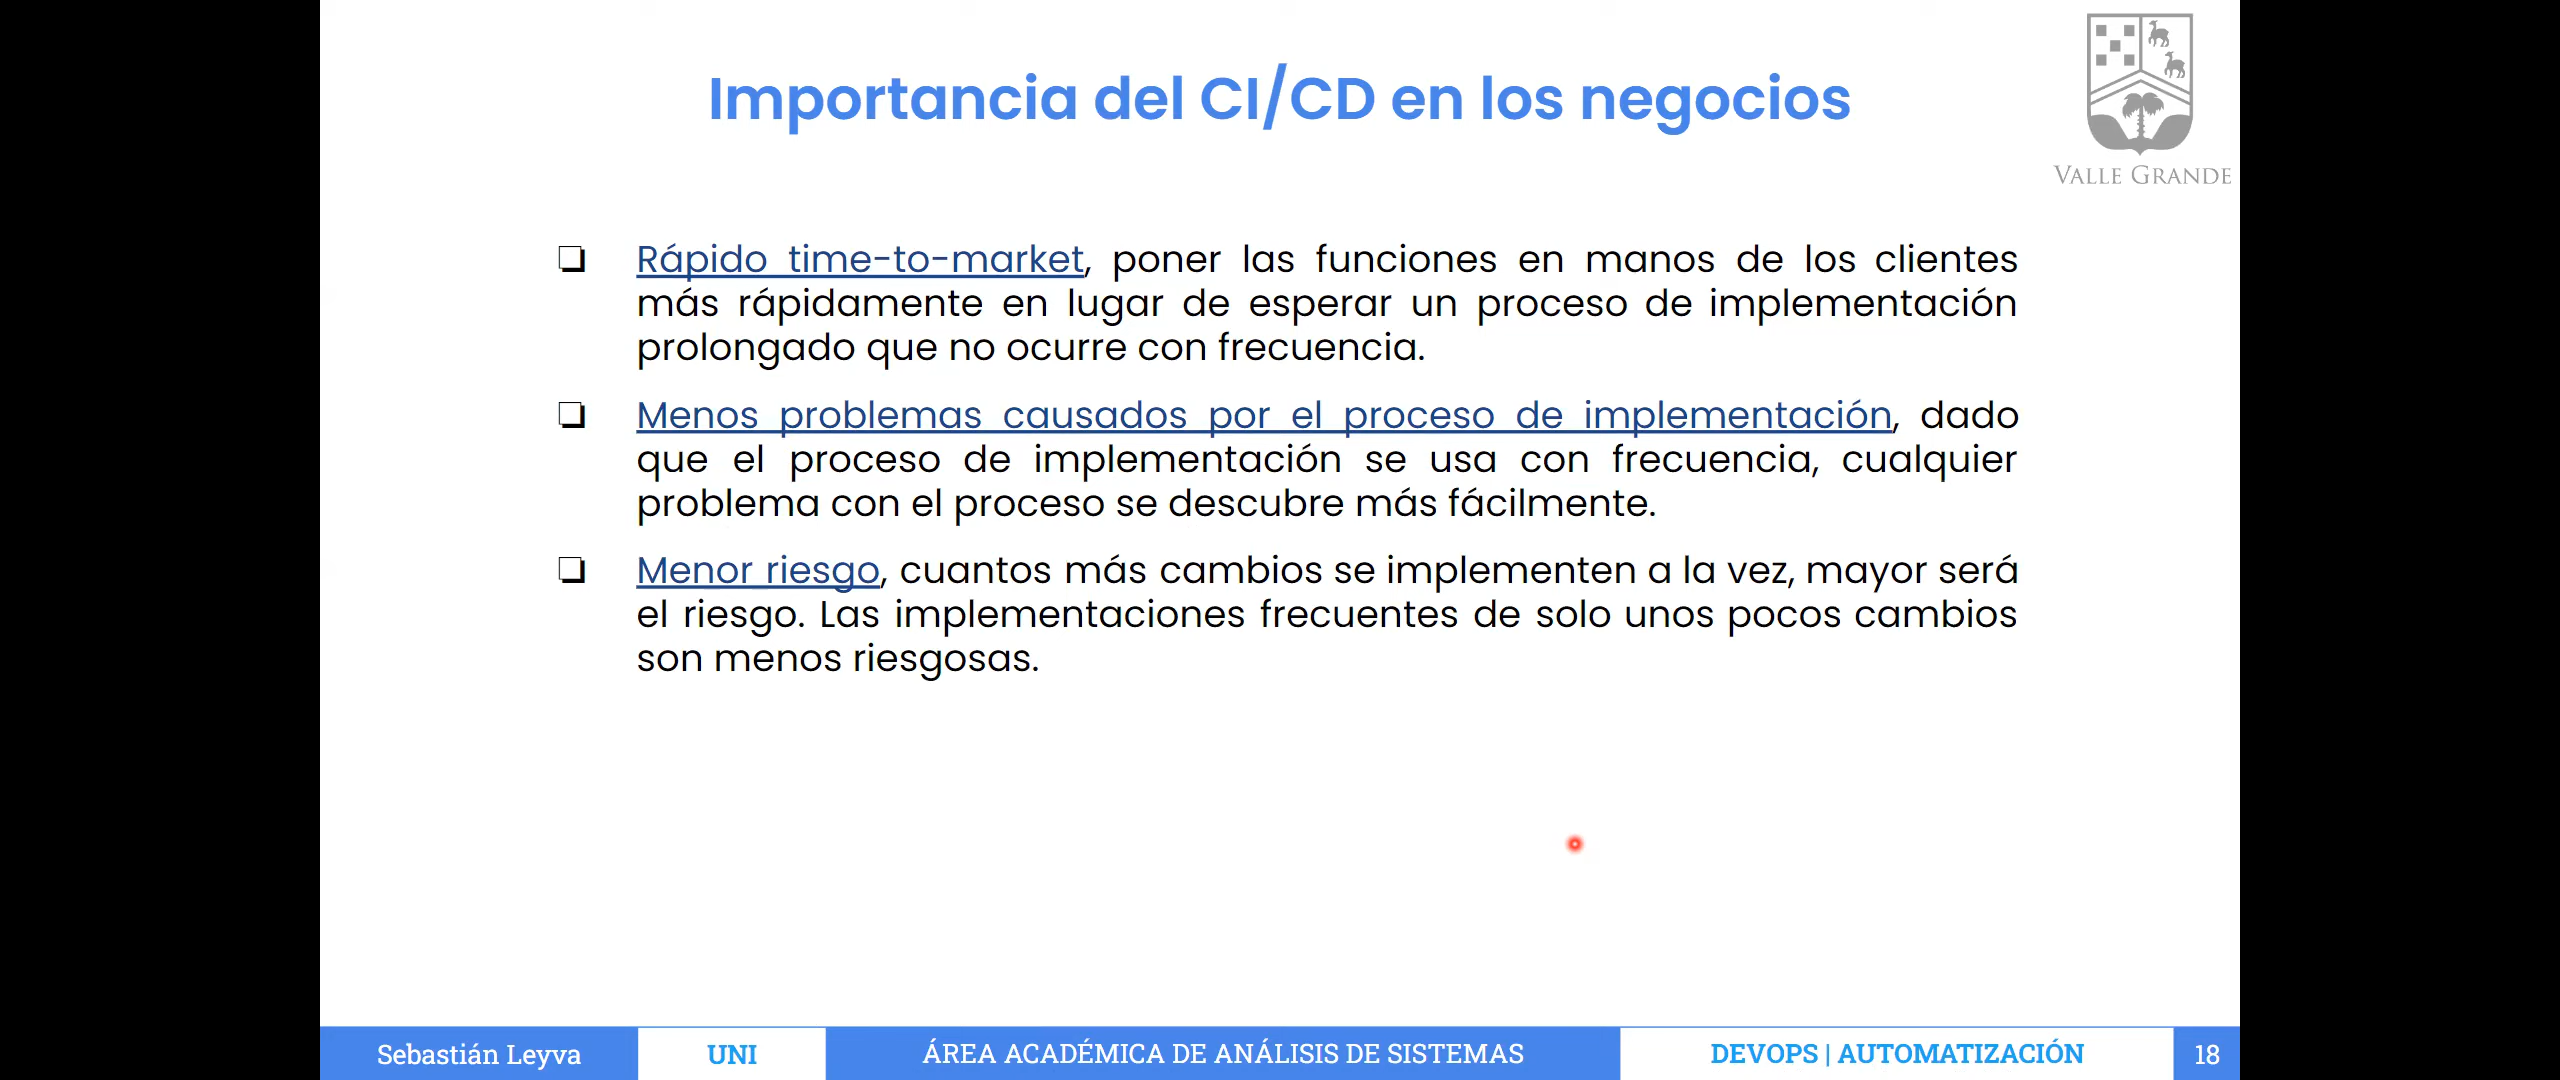 Importancia del CI/CD en los negocios
VALLE GRANDE
Rápido time-to-market, poner las funciones en manos de los clientes
más rápidamente en lugar de esperar un proceso de implementación
prolongado que no ocurre con frecuencia.
Menos problemas causados por el proceso de implementación, dado
que el proceso de implementación se usa con frecuencia, cualquier
problema con el proceso se descubre más fácilmente.
Menor riesgo, cuantos más cambios se implementen a la vez, mayor será
el riesgo. Las implementaciones frecuentes de solo unos pocos cambios
son menos riesgosas.
Sebastián Leyva
UNI
ÁREA ACADÉMICA DE ANÁLISIS DE SISTEMAS
DEVOPS | AUTOMATIZACIÓN
18